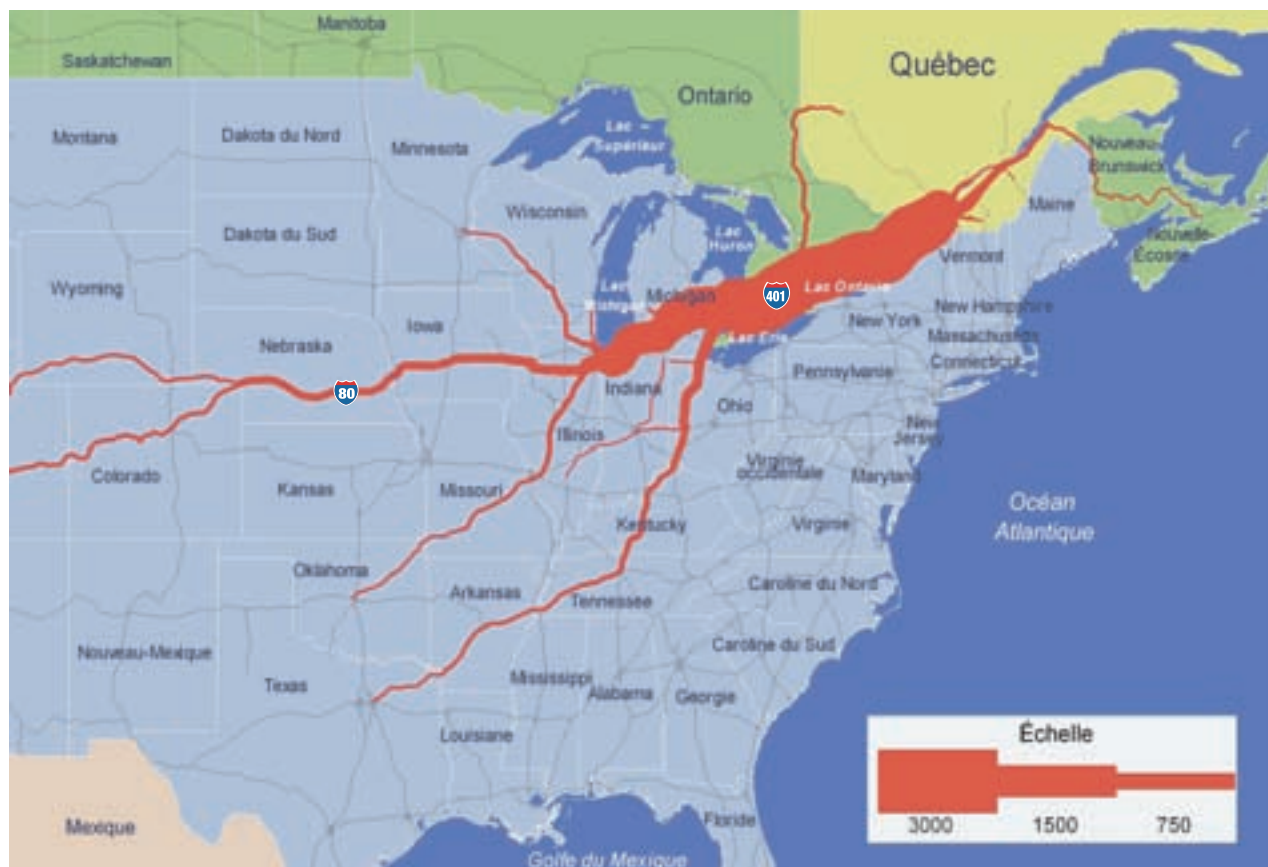 Manitoba
Saskatchewan
Québec
Ontario
Montana
Dakota du Nord
Minnesota
Lac
Supérieur
Nouveau-
Brunswick
Wisconsin
Maine
Dakota du Sud
Lac
Huron
Nouvelle-
Écosse
Vermont
Wyoming
Lac
Michigan
Michigan
401
Lac Ontario
New Hampshire
Iowa
New York
Nebraska
Lac Érié
Massachusetts
Connecticut
80
Indiana
Pennsylvanie
Ohio
Illinois
New
Jersey
Colorado
Kansas
Missouri
Virginie
occidentale
Maryland
Océan
Atlantique
Kentucky
Virginie
Oklahoma
Arkansas
Tennessee
Caroline du Nord
Nouveau-Mexique
Caroline du Sud
Texas
Mississippi
Alabama
Georgie
Louisiane
Échelle
3000
1500
750
Mexique
Floride
Golfe du Mexique